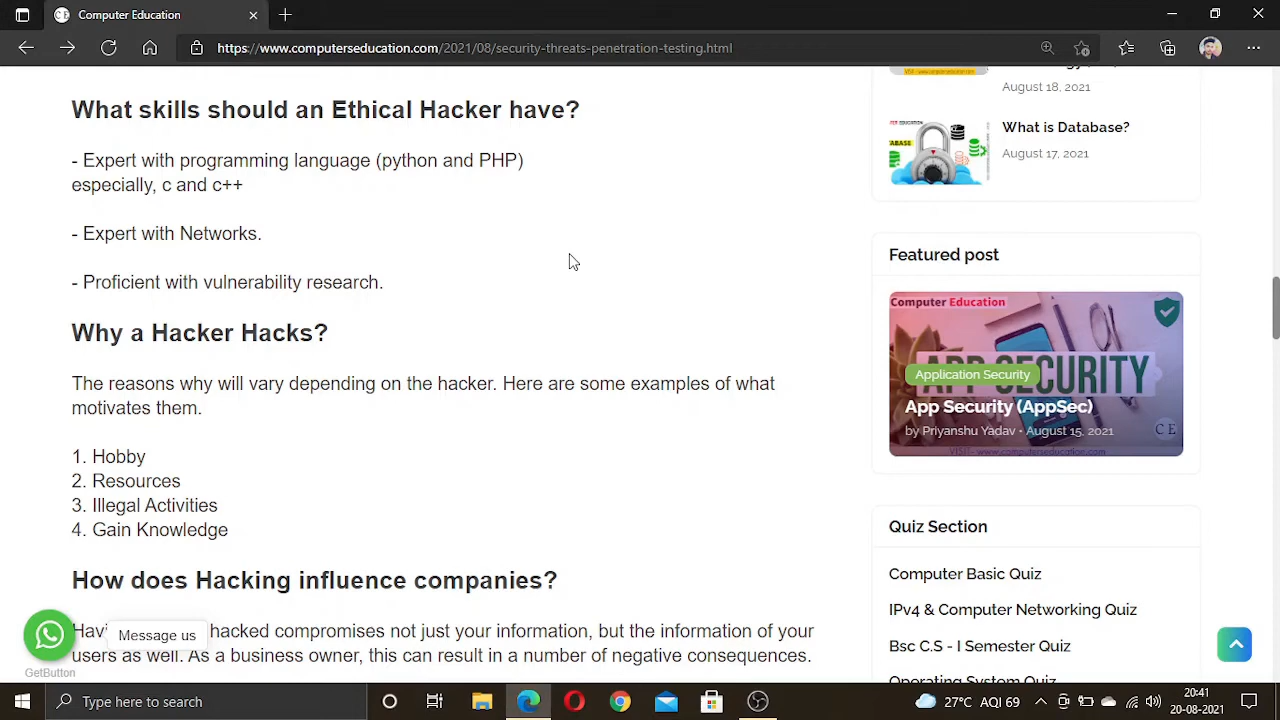 Computer Education
https://www.computerseducation.com/2021/08/security-threats-penetration-testing.html
What skills should an Ethical Hacker have?
- Expert with programming language (python and PHP)
especially, c and c++
- Expert with Networks.
- Proficient with vulnerability research.
Why a Hacker Hacks?
The reasons why will vary depending on the hacker. Here are some examples of what
motivates them.
1. Hobby
2. Resources
3. Illegal Activities
4. Gain Knowledge
How does Hacking influence companies?
hacked compromises not just your information, but the information of your
users as well. As a business owner, this can result in a number of negative consequences.
Message us
GetButton
August 18, 2021
What is Database?
August 17, 2021
Featured post
Computer Education
APP SECURITY
Application Security
App Security (AppSec)
by Priyanshu Yadav • August 15, 2021
C E
VISIT- www.computerseducation.com
Quiz Section
Computer Basic Quiz
IPv4 & Computer Networking Quiz
Bsc C.S - I Semester Quiz
Operating System Quiz
Type here to search
27°C AQI 69
20:41
20-08-2021